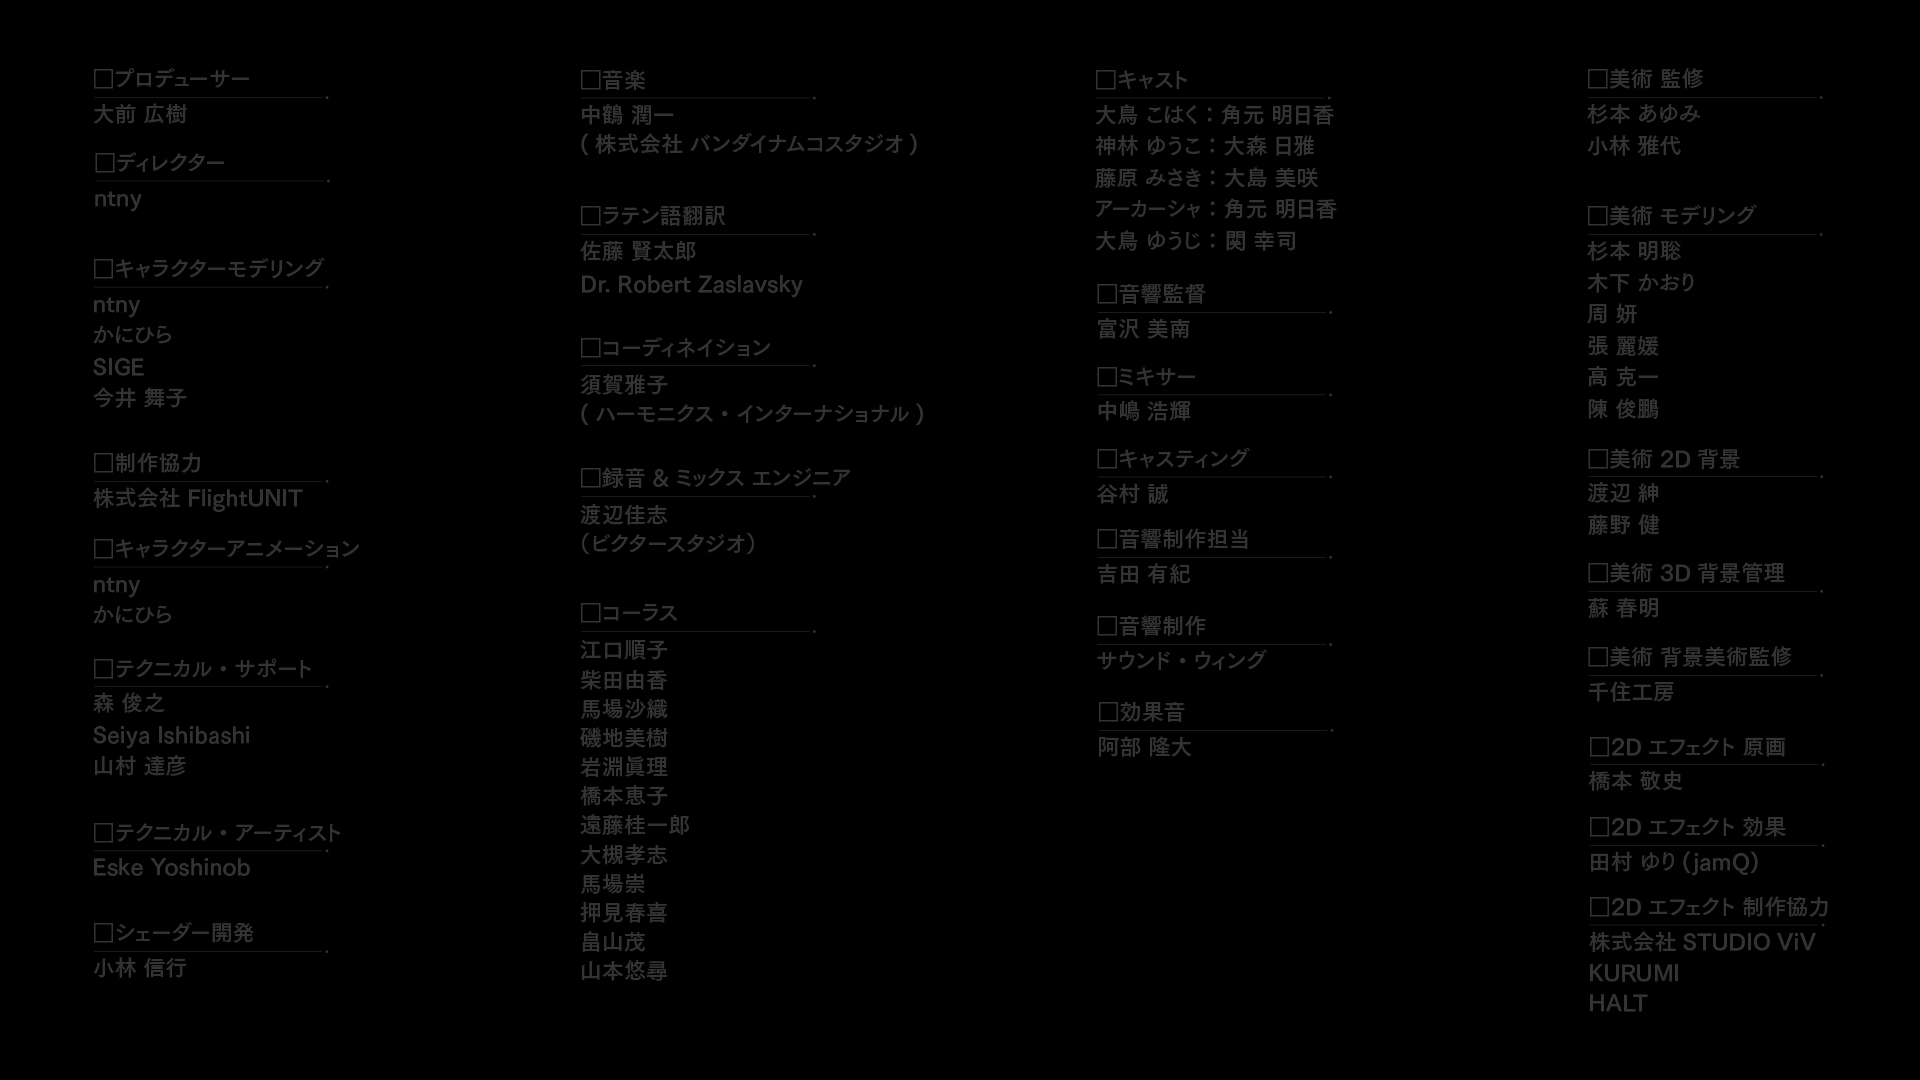 □プロデューサー
大前 広樹
□ディレクター
ntny
□キャラクターモデリング
ntny
かにひら
SIGE
今井 舞子
□制作協力
株式会社 FlightUNIT
□キャラクターアニメーション
ntny
かにひら
□テクニカル・サポート
森 俊之
Seiya Ishibashi
山村 達彦
□テクニカル・アーティスト
Eske Yoshinob
□シェーダー開発
小林 信行
□音楽
中鶴 潤一
( 株式会社 バンダイナムコスタジオ )
□ラテン語翻訳
佐藤 賢太郎
Dr. Robert Zaslavsky
□コーディネイション
須賀雅子
( ハーモニクス・インターナショナル )
□録音 & ミックス エンジニア
渡辺佳志
（ビクタースタジオ）
□コーラス
江口順子
柴田由香
馬場沙織
磯地美樹
岩淵眞理
橋本恵子
遠藤桂一郎
大槻孝志
馬場崇
押見春喜
畠山茂
山本悠尋
□キャスト
大鳥 こはく：角元 明日香
神林 ゆうこ：大森 日雅
藤原 みさき：大島 美咲
アーカーシャ：角元 明日香
大鳥 ゆうじ：関 幸司
□音響監督
富沢 美南
□ミキサー
中嶋 浩輝
□キャスティング
谷村 誠
□音響制作担当
吉田 有紀
□音響制作
サウンド・ウィング
□効果音
阿部 隆大
□美術 監修
杉本 あゆみ
小林 雅代
□美術 モデリング
杉本 明聡
木下 かおり
周 妍
張 麗媛
高 克一
陳 俊鵬
□美術 2D 背景
渡辺 紳
藤野 健
□美術 3D 背景管理
蘇 春明
□美術 背景美術監修
千住工房
□2D エフェクト 原画
橋本 敬史
□2D エフェクト 効果
田村 ゆり (jamQ)
□2D エフェクト 制作協力
株式会社 STUDIO ViV
KURUMI
HALT